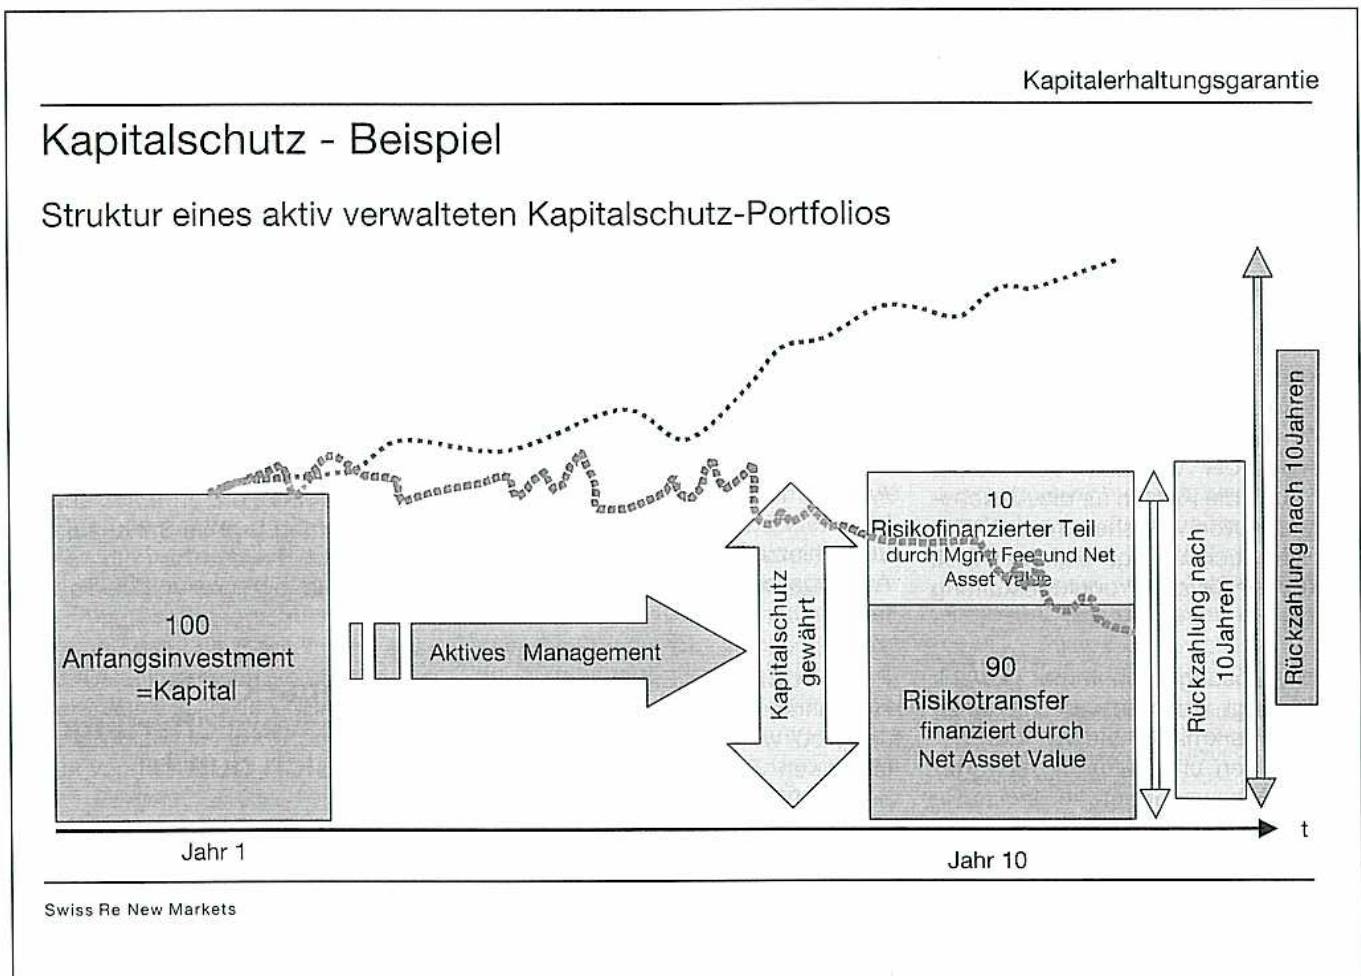 Kapitalerhaltungsgarantie
Kapitalschutz - Beispiel
Struktur eines aktiv verwalteten Kapitalschutz-Portfolios
100
Anfangsinvestment
=Kapital
Aktives Management
Kapitalschutz
gewährt
10
Risikofinanzierter Teil
durch Mgmt Fee und Net
Asset Value
90
Risikotransfer
finanziert durch
Net Asset Value
Rückzahlung nach
10Jahren
Rückzahlung nach 10Jahren
t
Jahr 1
Jahr 10
Swiss Re New Markets